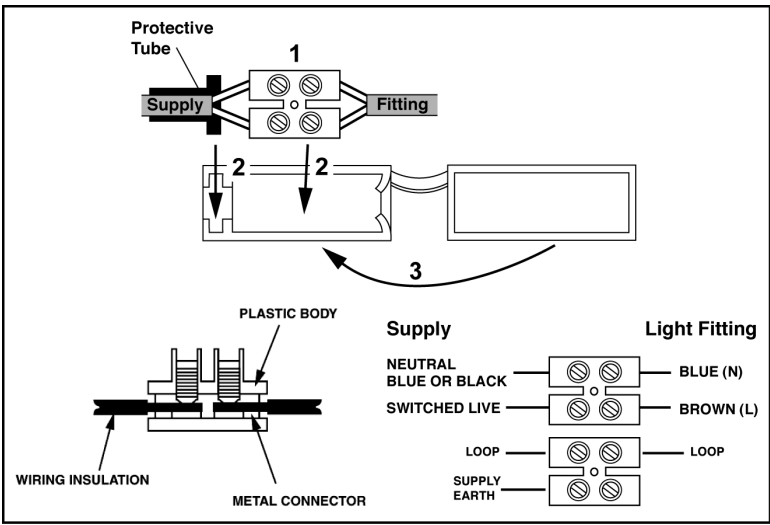 Protective
Tube
1
Supply
Fitting
2
2
3
PLASTIC BODY
WIRING INSULATION
METAL CONNECTOR
Supply
Light Fitting
NEUTRAL
BLUE OR BLACK
BLUE (N)
SWITCHED LIVE
BROWN (L)
LOOP
LOOP
SUPPLY
EARTH